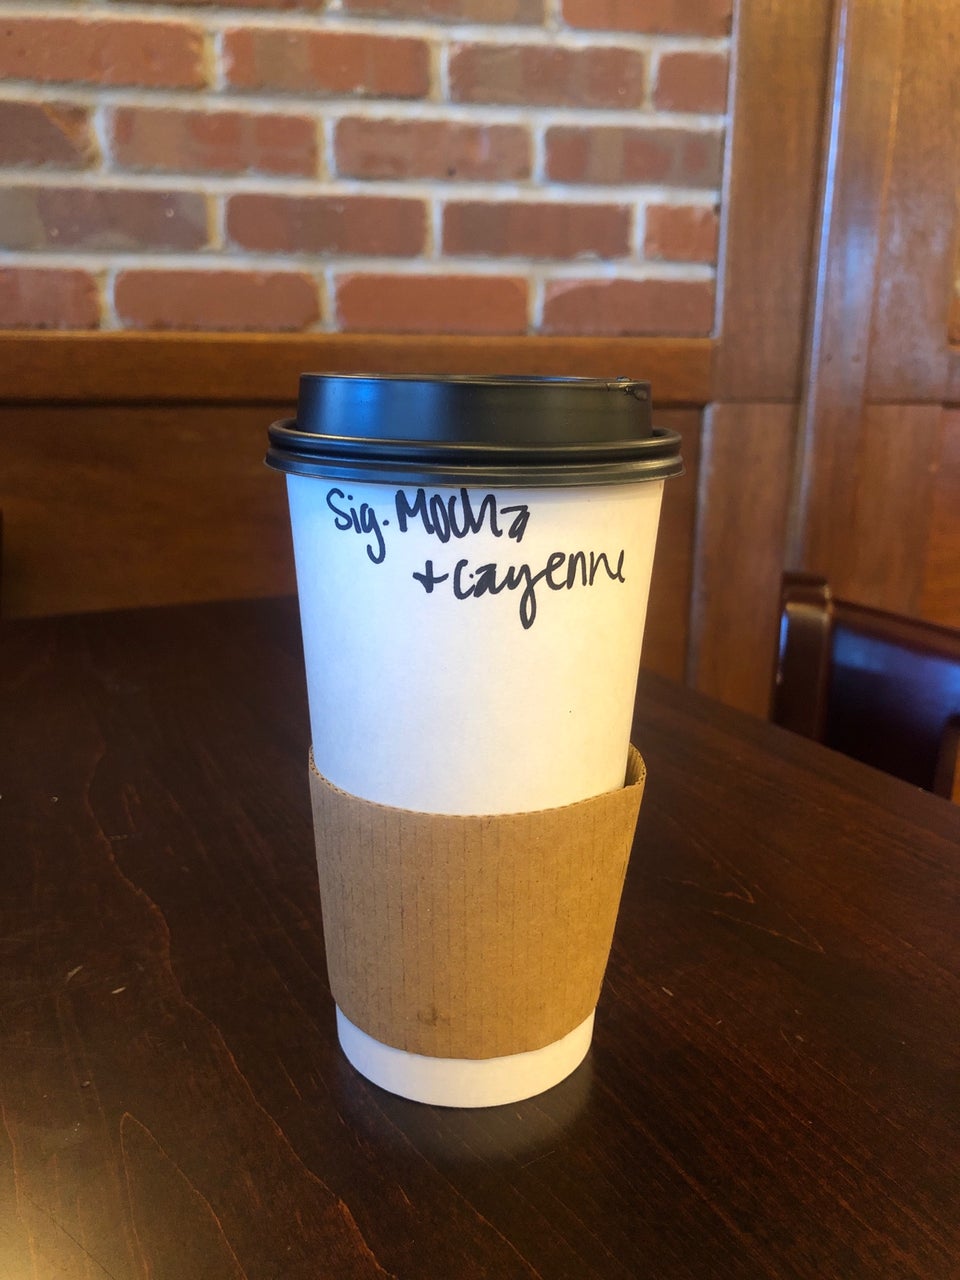 Sig. Mocha
+ cayenne